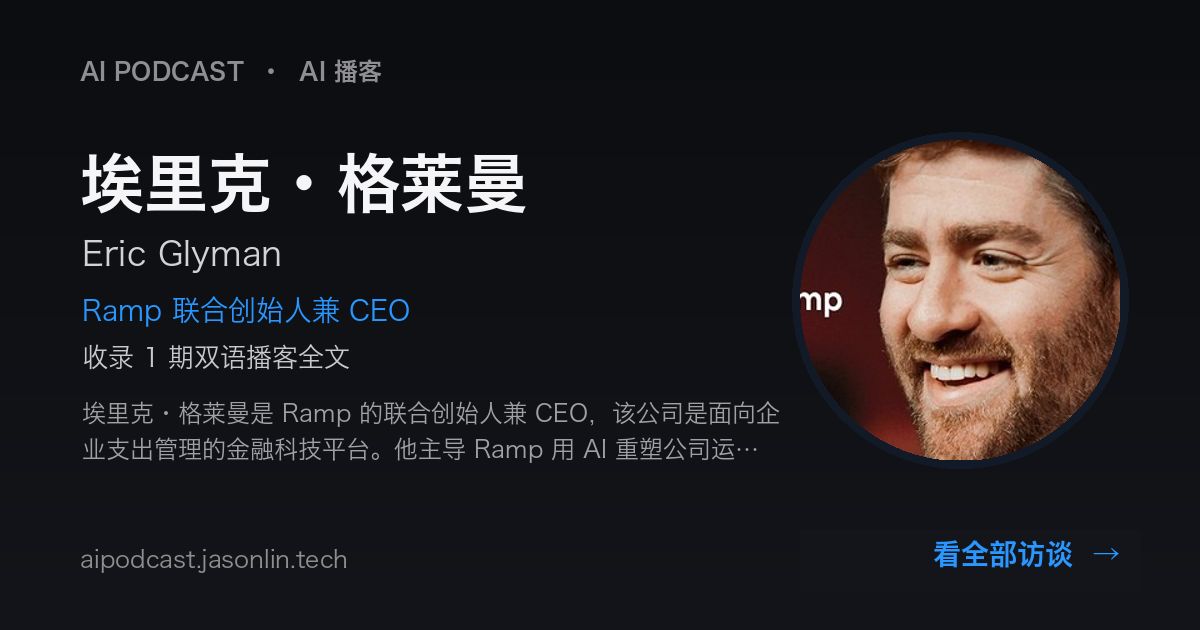 AI PODCAST · AI 播客
埃里克·格莱曼
Eric Glyman
Ramp 联合创始人兼 CEO
收录 1 期双语播客全文
埃里克·格莱曼是 Ramp 的联合创始人兼 CEO，该公司是面向企
业支出管理的金融科技平台。他主导 Ramp 用 AI 重塑公司运…
mp
aipodcast.jasonlin.tech
看全部访谈 →